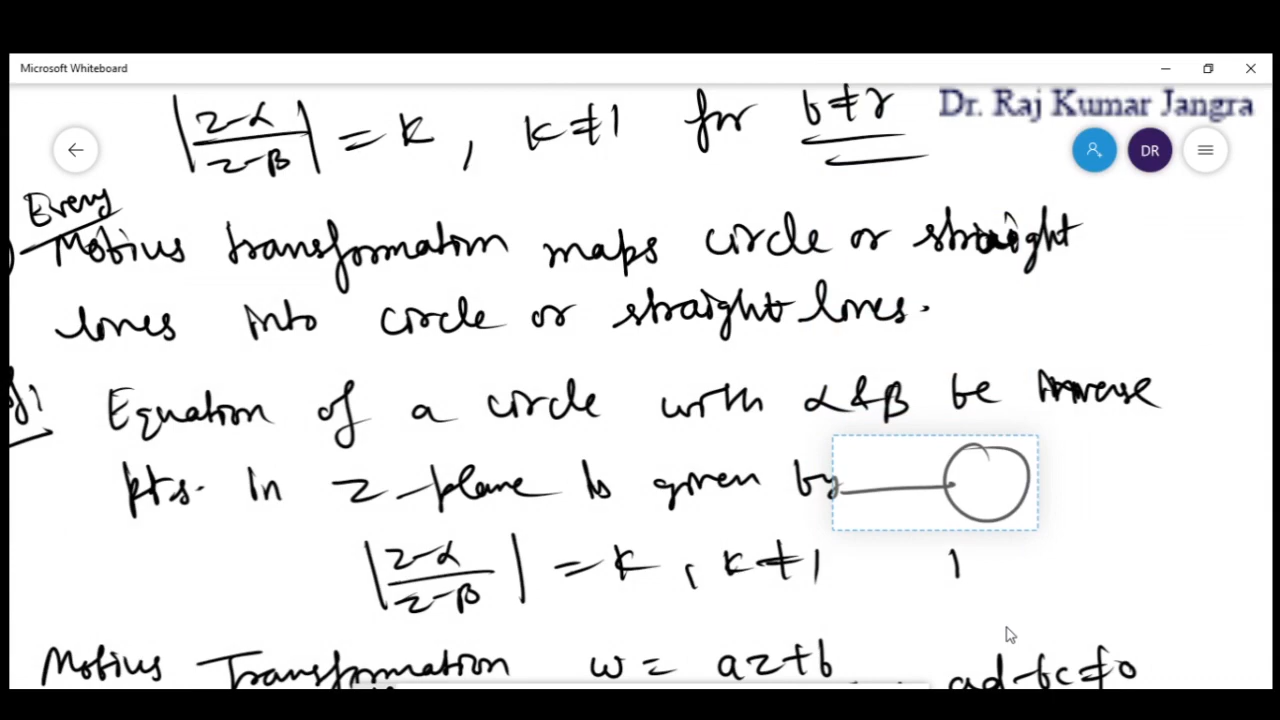 Microsoft Whiteboard
|z-α / z-β| = k, k≠1 for b≠r
Dr. Raj Kumar Jangra
DR
Every
Mobius transformation maps circle or straight
lines into circle or straight lines.
Equation of a circle with α & β be inverse
pts. in z-plane is given by
|z-α / z-β| = k, k≠1 1
Mobius Transformation w = az+b ad-bc≠0